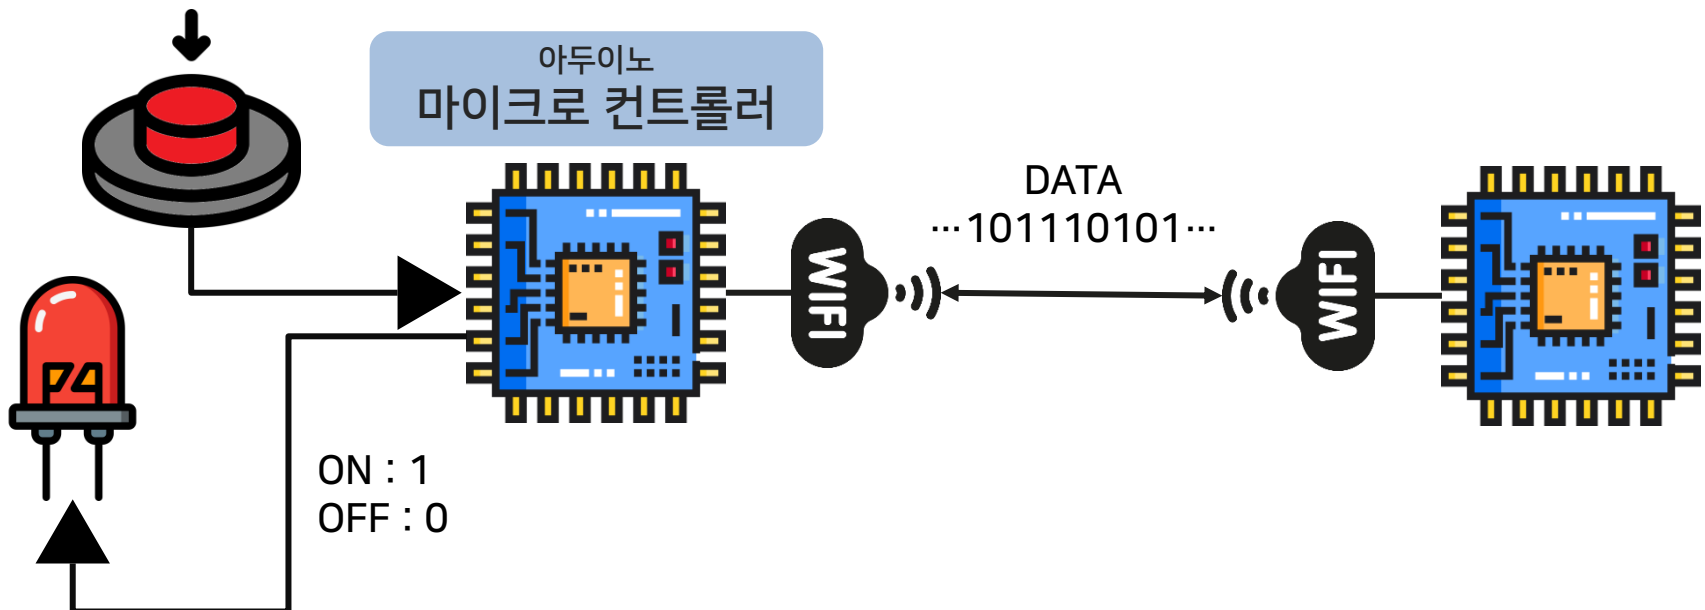 아두이노
마이크로 컨트롤러
DATA
···101110101···
WIFI
WIFI
ON : 1
OFF : 0